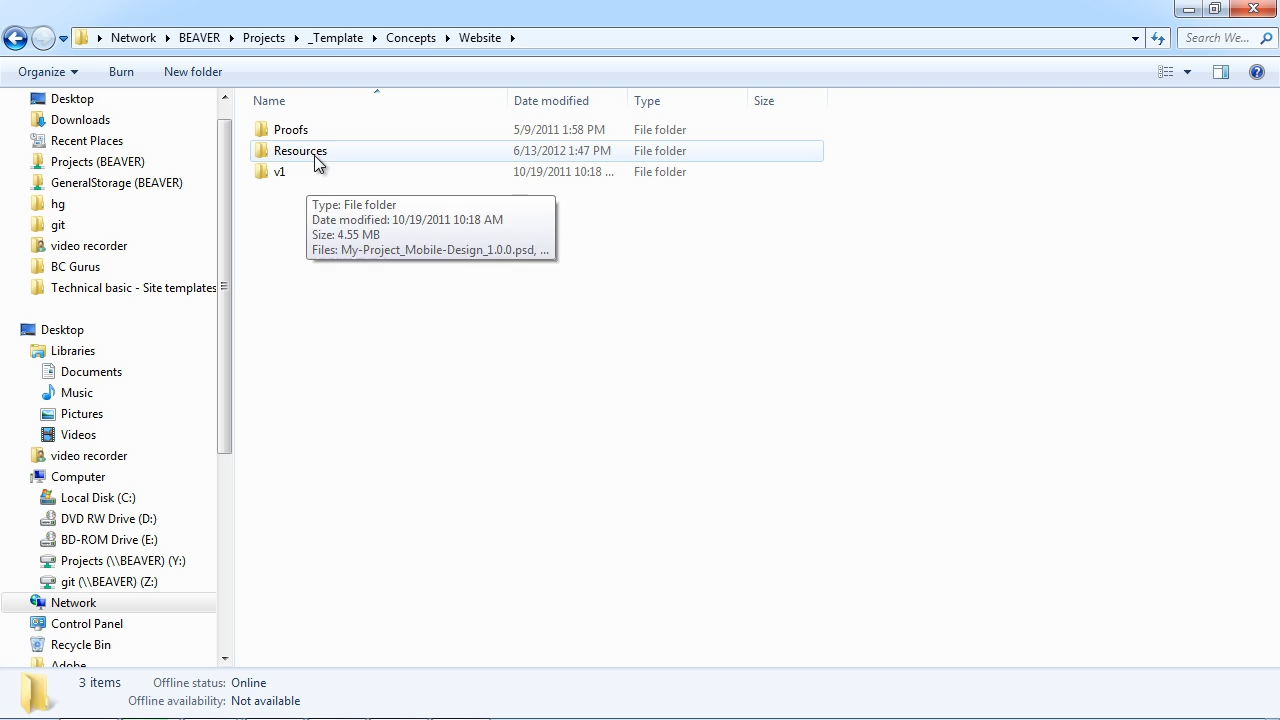 Network BEAVER Projects _Template Concepts Website
Search We...
Organize Burn New folder
Name Date modified Type Size
Proofs 5/9/2011 1:58 PM File folder
Resources 6/13/2012 1:47 PM File folder
v1 10/19/2011 10:18 ... File folder
Type: File folder
Date modified: 10/19/2011 10:18 AM
Size: 4.55 MB
Files: My-Project_Mobile-Design_1.0.0.psd, ...
Desktop
Downloads
Recent Places
Projects (BEAVER)
GeneralStorage (BEAVER)
hg
git
video recorder
BC Gurus
Technical basic - Site templates
Desktop
Libraries
Documents
Music
Pictures
Videos
video recorder
Computer
Local Disk (C:)
DVD RW Drive (D:)
BD-ROM Drive (E:)
Projects (\\BEAVER) (Y:)
git (\\BEAVER) (Z:)
Network
Control Panel
Recycle Bin
Adobe
3 items Offline status: Online
Offline availability: Not available